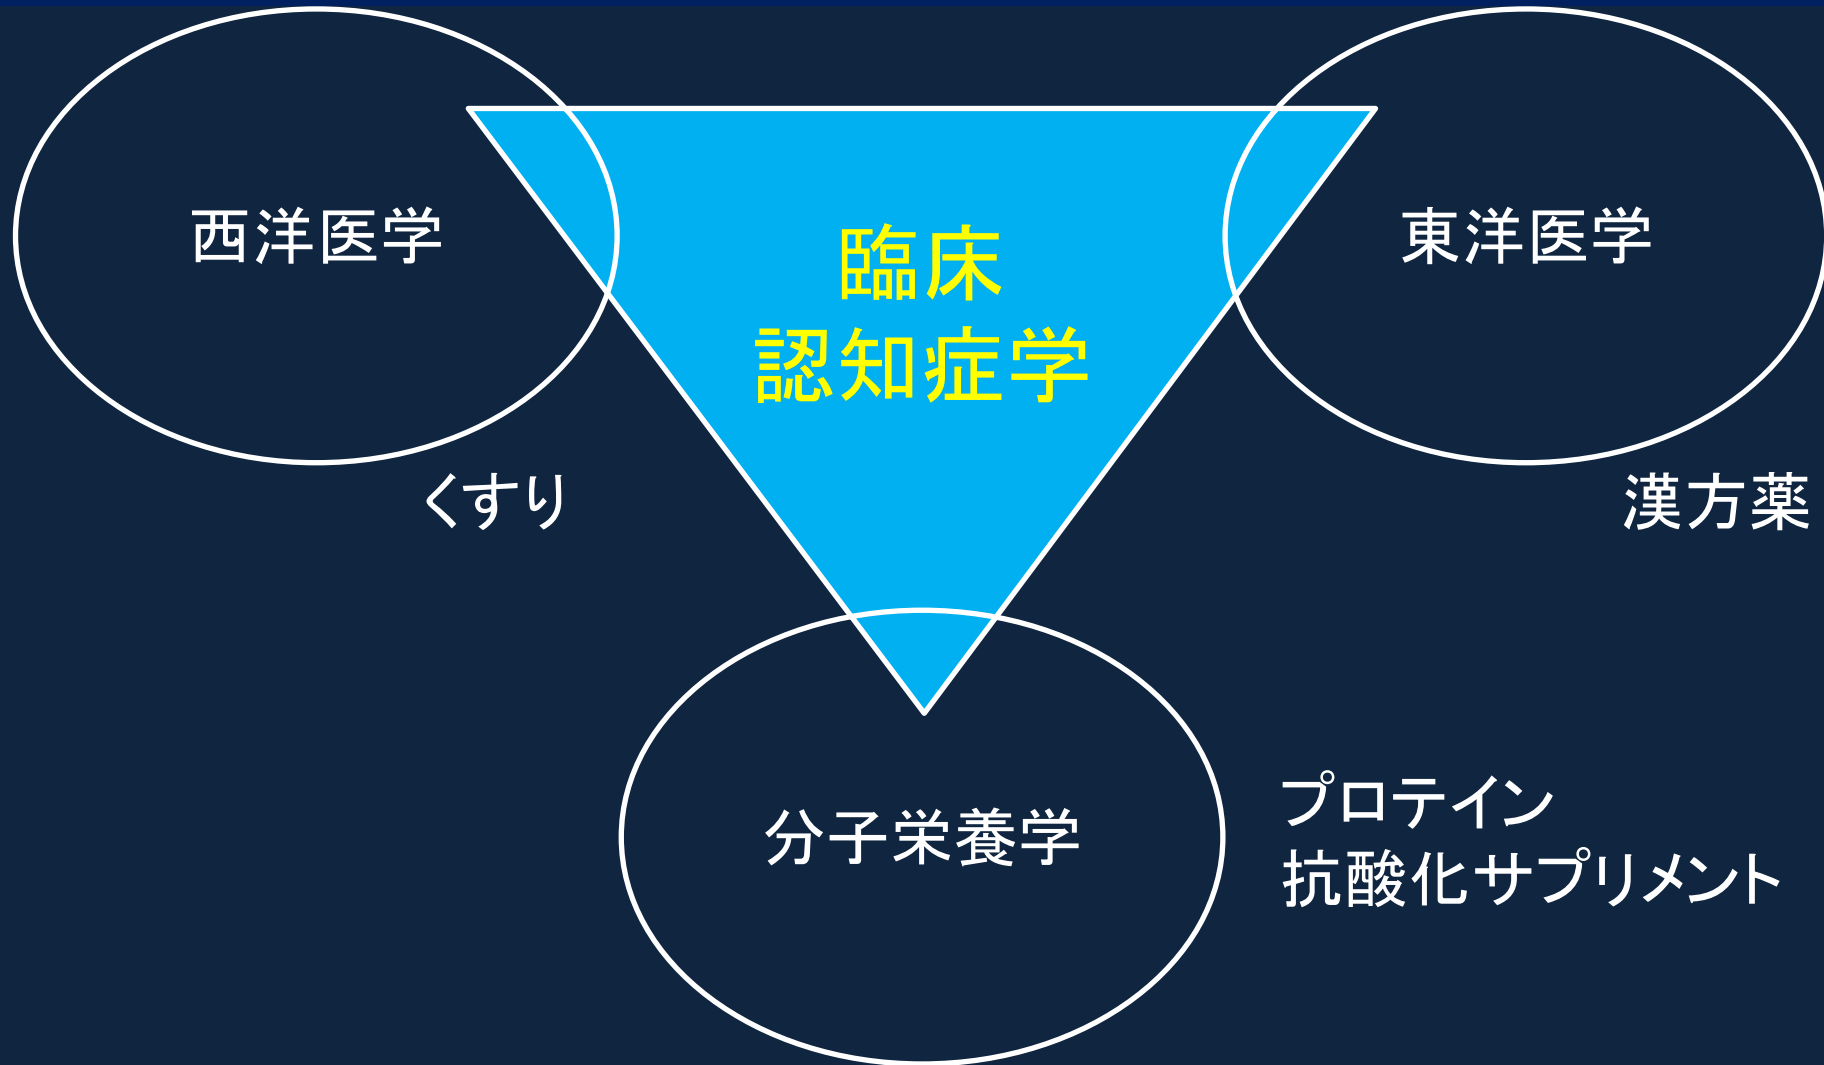 西洋医学
東洋医学
臨床
認知症学
くすり
漢方薬
分子栄養学
プロテイン
抗酸化サプリメント